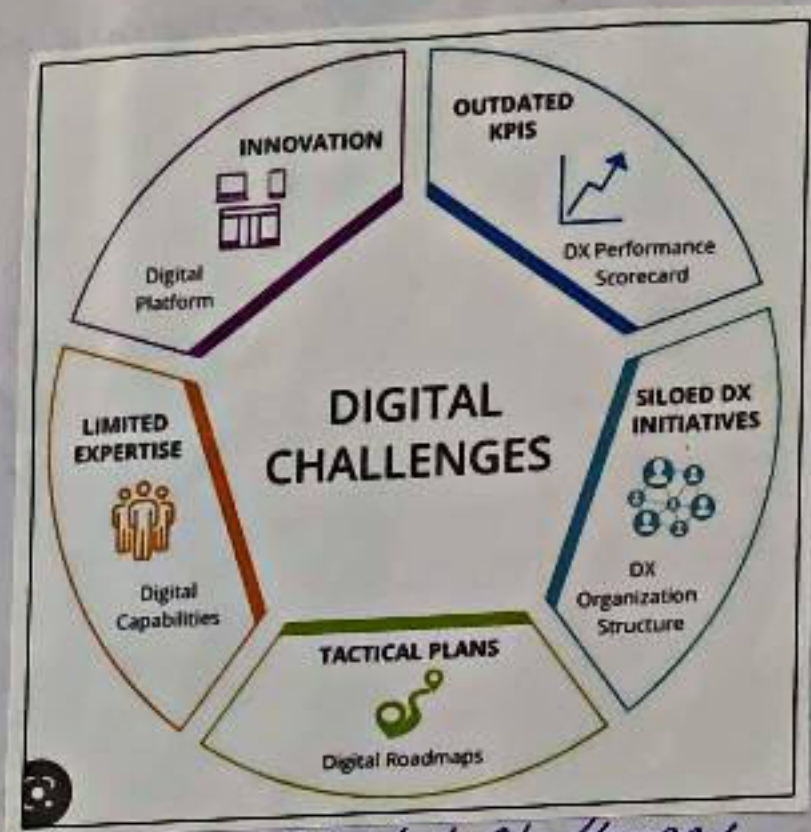 INNOVATION
Digital
Platform
OUTDATED
KPIS
DX Performance
Scorecard
SILOED DX
INITIATIVES
DX
Organization
Structure
TACTICAL PLANS
Digital Roadmaps
LIMITED
EXPERTISE
Digital
Capabilities
DIGITAL
CHALLENGES